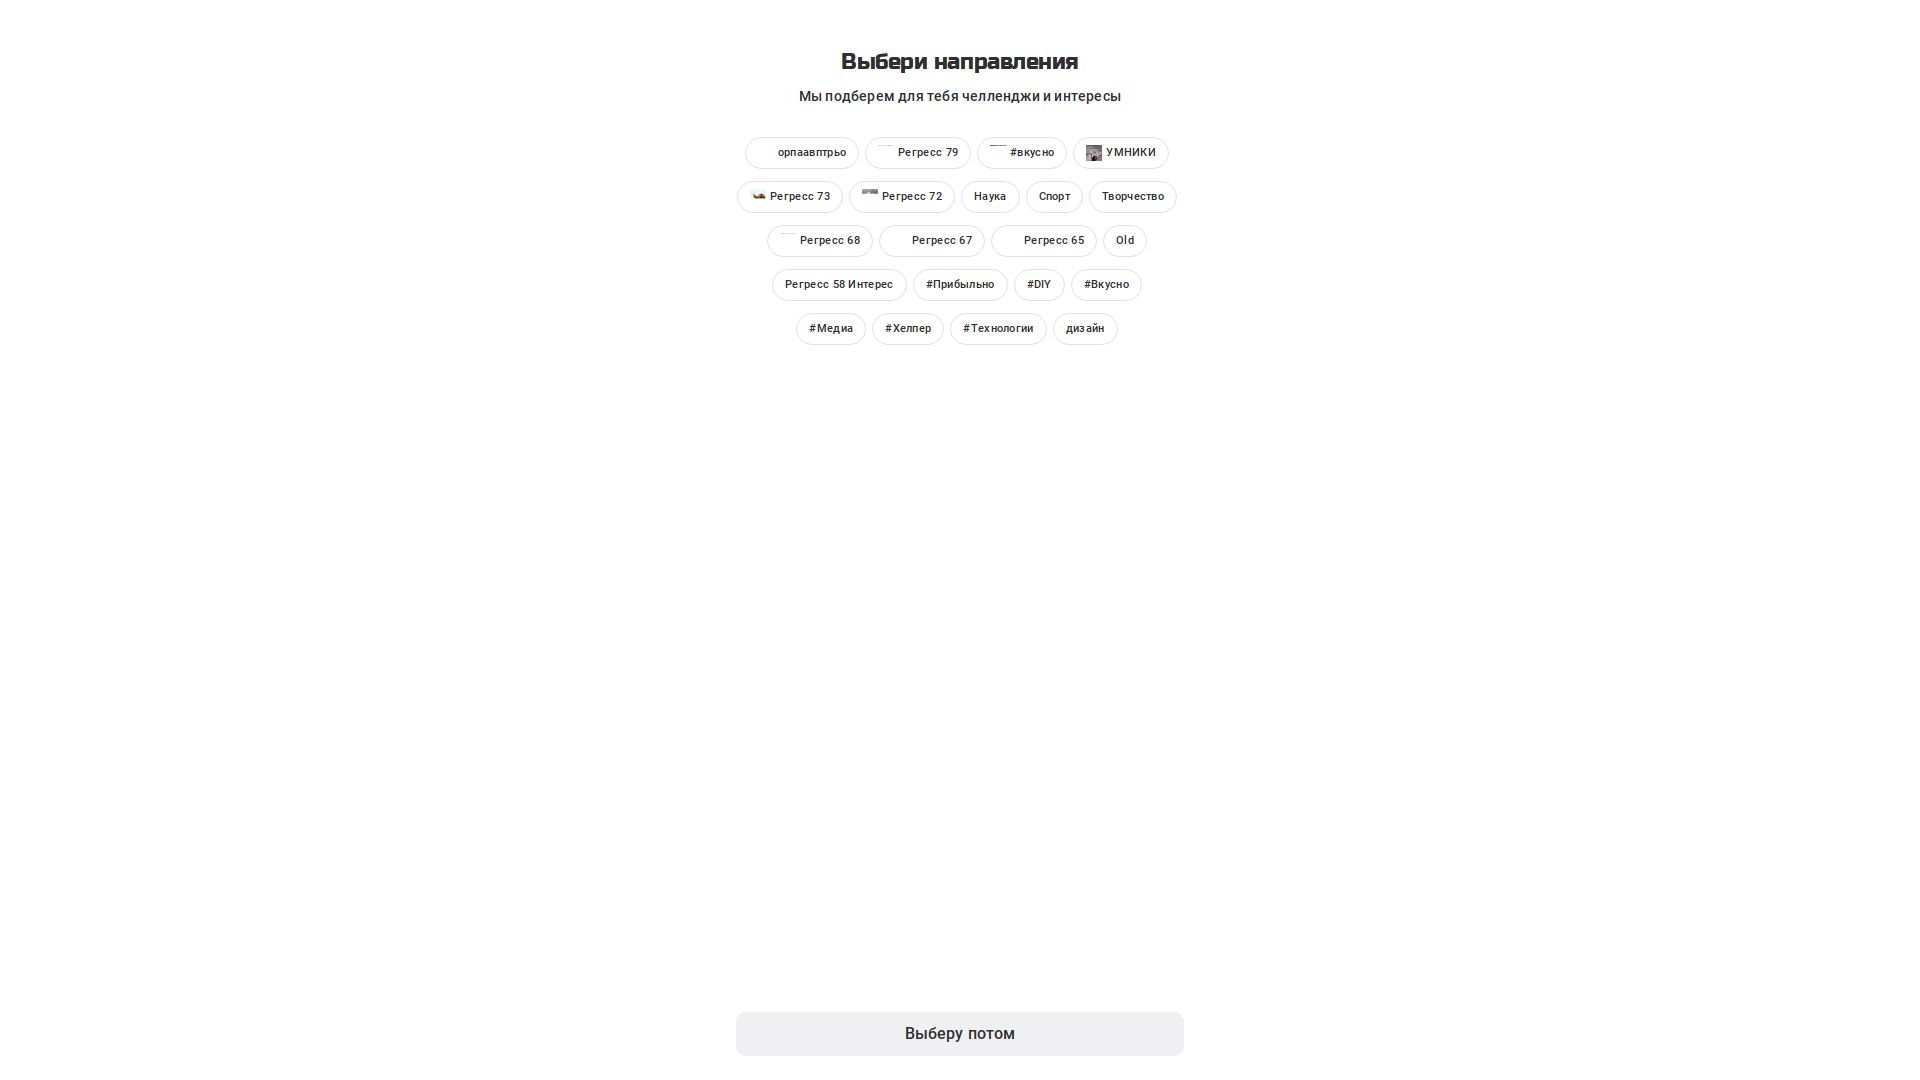 Выбери направления
Мы подберем для тебя челленджи и интересы
орпаавптрьо Регресс 79 #вкусно УМНИКИ
Регресс 73 Регресс 72 Наука Спорт Творчество
Регресс 68 Регресс 67 Регресс 65 Old
Регресс 58 Интерес #Прибыльно #DIY #Вкусно
#Медиа #Хелпер #Технологии дизайн
Выберу потом